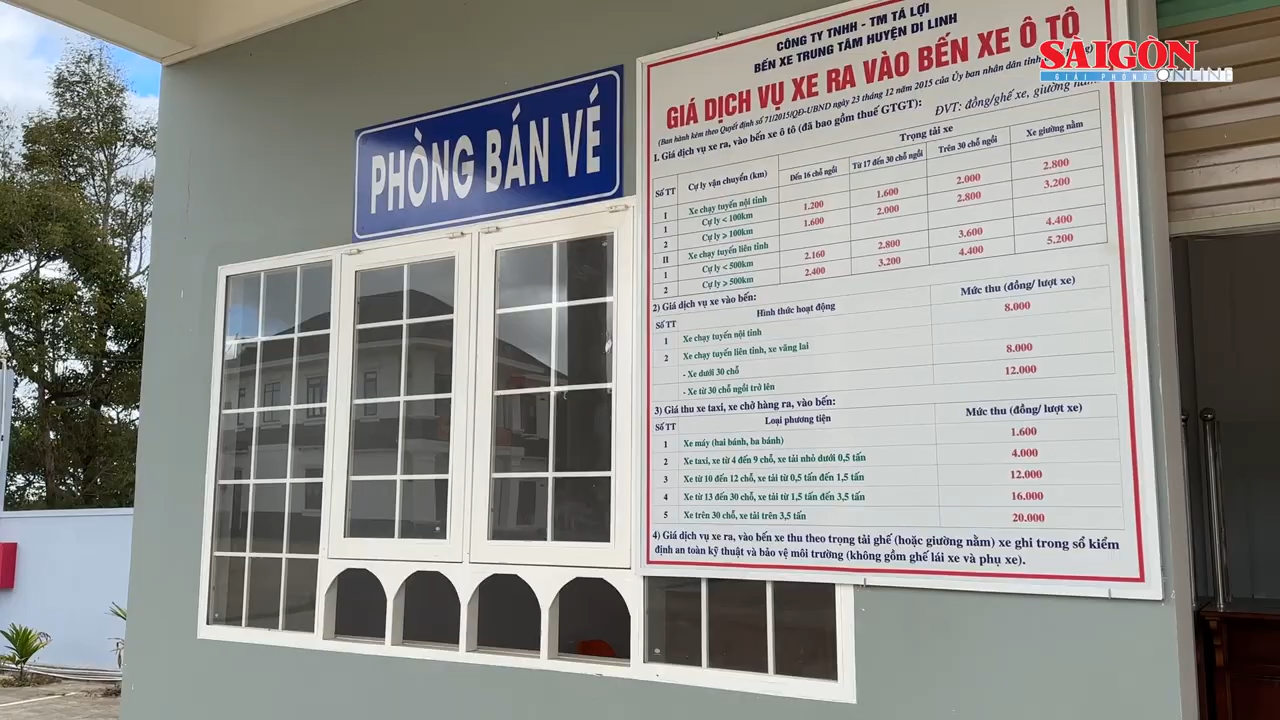 SÀIGÒN
GIẢI PHÓNG ONLINE
PHÒNG BÁN VÉ
CÔNG TY TNHH - TM TÁ LỢI
BẾN XE TRUNG TÂM HUYỆN DI LINH
GIÁ DỊCH VỤ XE RA VÀO BẾN XE Ô TÔ
(Ban hành kèm theo Quyết định số 71/2015/QĐ-UBND ngày 23 tháng 12 năm 2015 của Ủy ban nhân dân tỉnh
1. Giá dịch vụ xe ra, vào bến xe ô tô (đã bao gồm thuế GTGT):
ĐVT: đồng/ghế xe, giường nằm
Số TT Cự ly vận chuyển (km) Trọng tải xe
Đến 16 chỗ ngồi Từ 17 đến 30 chỗ ngồi Trên 30 chỗ ngồi Xe giường nằm
I Xe chạy tuyến nội tỉnh
1 Cự ly < 100km 1.200 1.600 2.000 2.800
2 Cự ly > 100km 1.600 2.000 2.800 3.200
II Xe chạy tuyến liên tỉnh
1 Cự ly < 500km 2.160 2.800 3.600 4.400
2 Cự ly > 500km 2.400 3.200 4.400 5.200
2) Giá dịch vụ xe vào bến:
Số TT Hình thức hoạt động Mức thu (đồng/ lượt xe)
1 Xe chạy tuyến nội tỉnh 8.000
2 Xe chạy tuyến liên tỉnh, xe vãng lai
- Xe dưới 30 chỗ 8.000
- Xe từ 30 chỗ ngồi trở lên 12.000
3) Giá thu xe taxi, xe chở hàng ra, vào bến:
Số TT Loại phương tiện Mức thu (đồng/ lượt xe)
1 Xe máy (hai bánh, ba bánh) 1.600
2 Xe taxi, xe từ 4 đến 9 chỗ, xe tải nhỏ dưới 0,5 tấn 4.000
3 Xe từ 10 đến 12 chỗ, xe tải từ 0,5 tấn đến 1,5 tấn 12.000
4 Xe từ 13 đến 30 chỗ, xe tải từ 1,5 tấn đến 3,5 tấn 16.000
5 Xe trên 30 chỗ, xe tải trên 3,5 tấn 20.000
4) Giá dịch vụ xe ra, vào bến xe thu theo trọng tải ghế (hoặc giường nằm) xe ghi trong sổ kiểm
định an toàn kỹ thuật và bảo vệ môi trường (không gồm ghế lái xe và phụ xe).